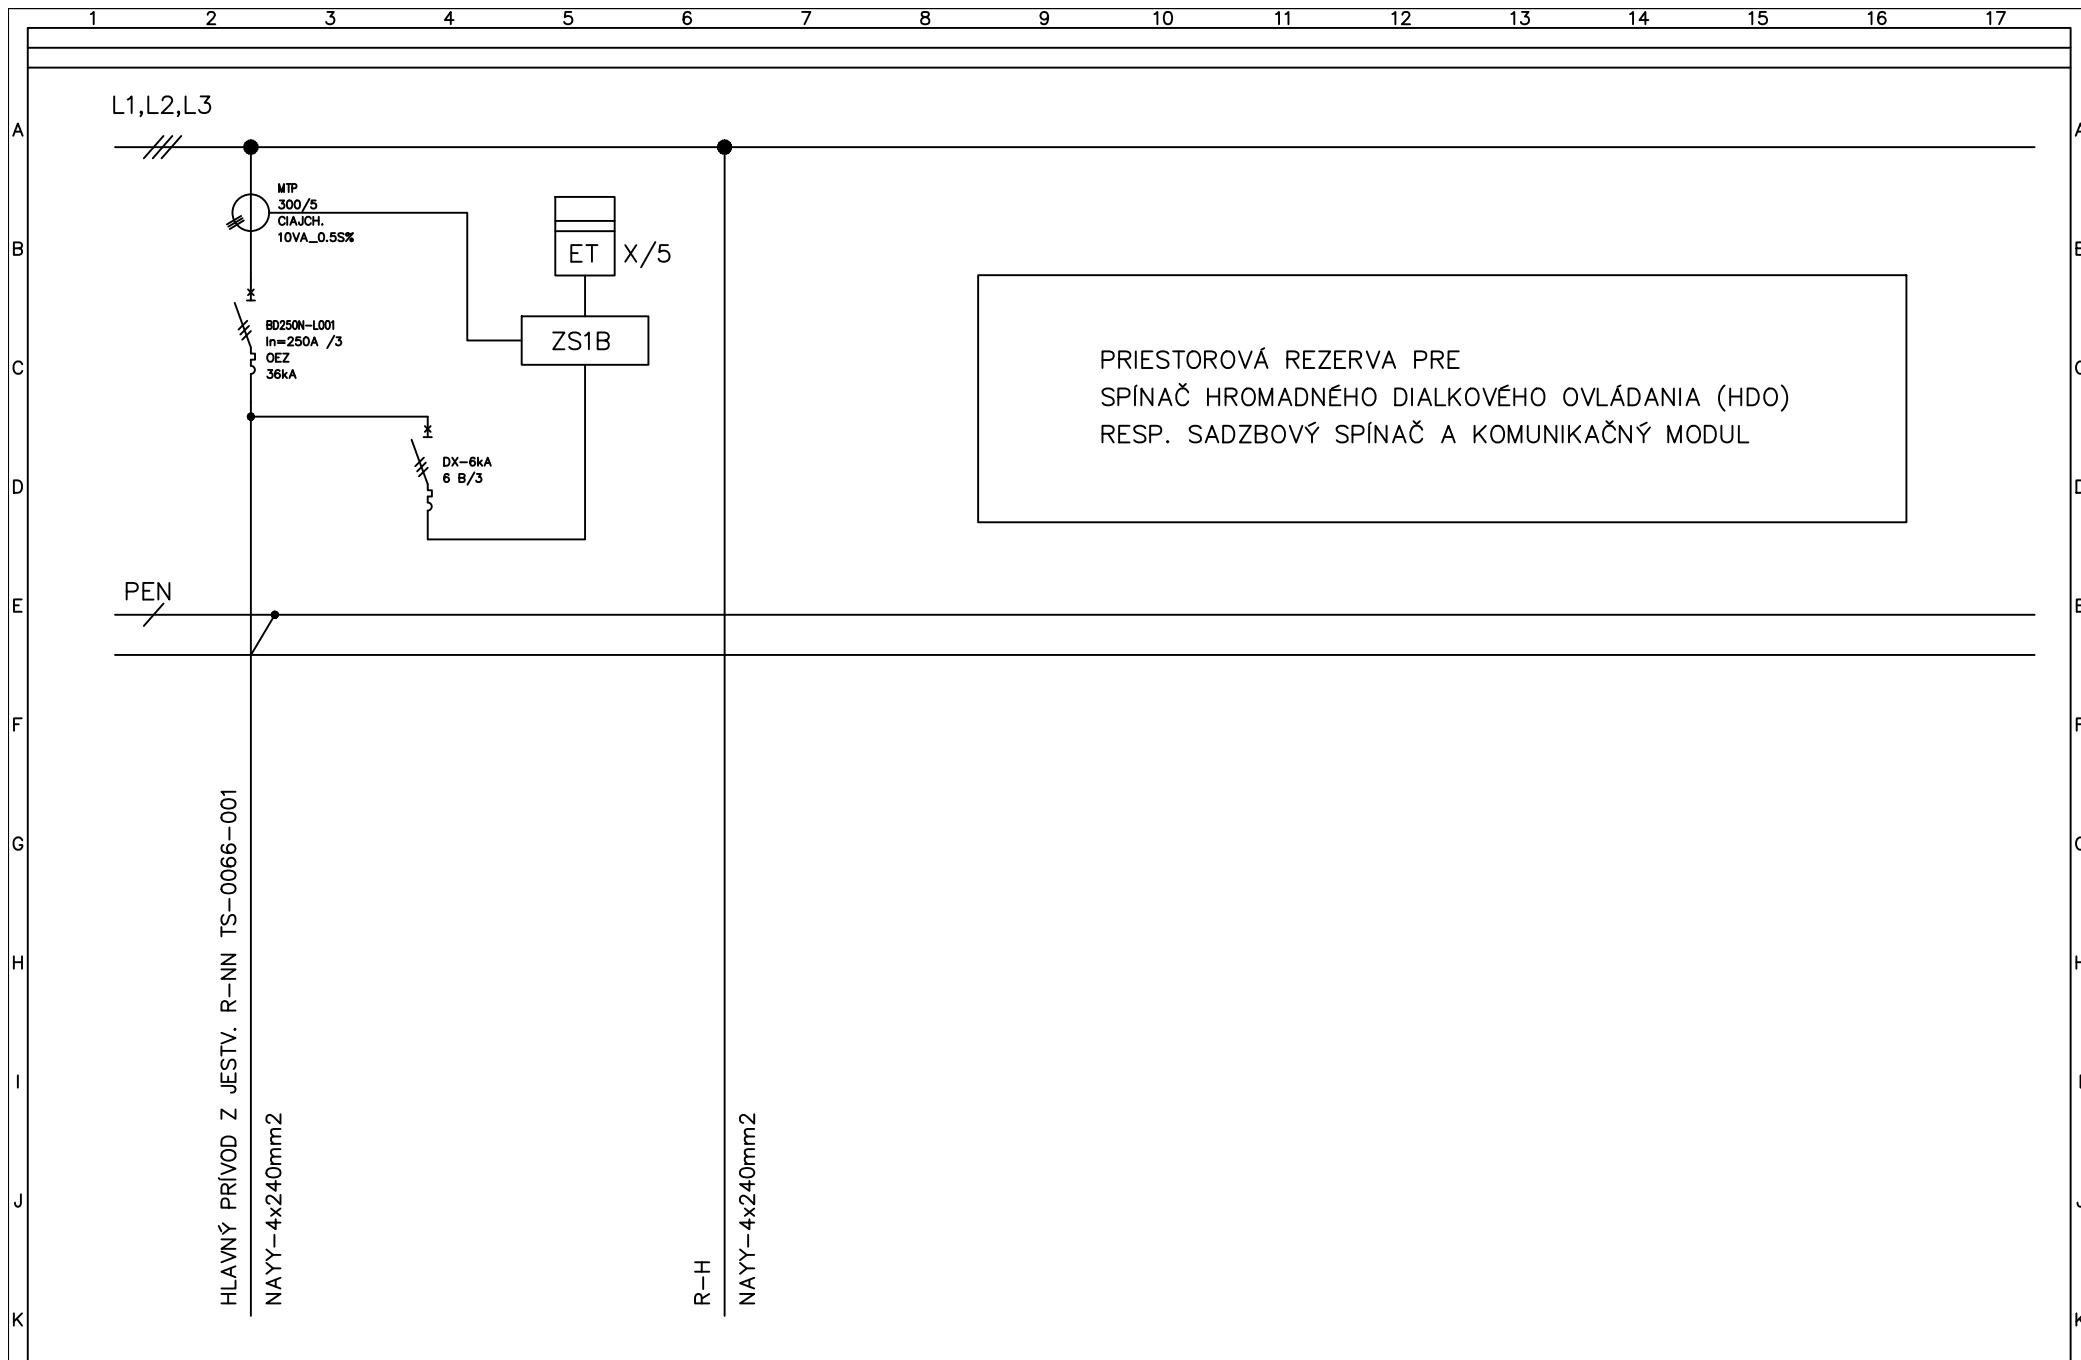 1 2 3 4 5 6 7 8 9 10 11 12 13 14 15 16 17
L1,L2,L3
A A
MTP
300/5
CIAJCH.
10VA_0.5S%
ET X/5
B B
BD250N-L001
In=250A /3
OEZ
36kA
ZS1B
C C
PRIESTOROVÁ REZERVA PRE
SPÍNAČ HROMADNÉHO DIALKOVÉHO OVLÁDANIA (HDO)
RESP. SADZBOVÝ SPÍNAČ A KOMUNIKAČNÝ MODUL
DX-6kA
6 B/3
D D
PEN
E E
F F
G G
H H
I I
J J
K K
HLAVNÝ PRÍVOD Z JESTV. R-NN TS-0066-001
NAYY-4x240mm2
R-H
NAYY-4x240mm2